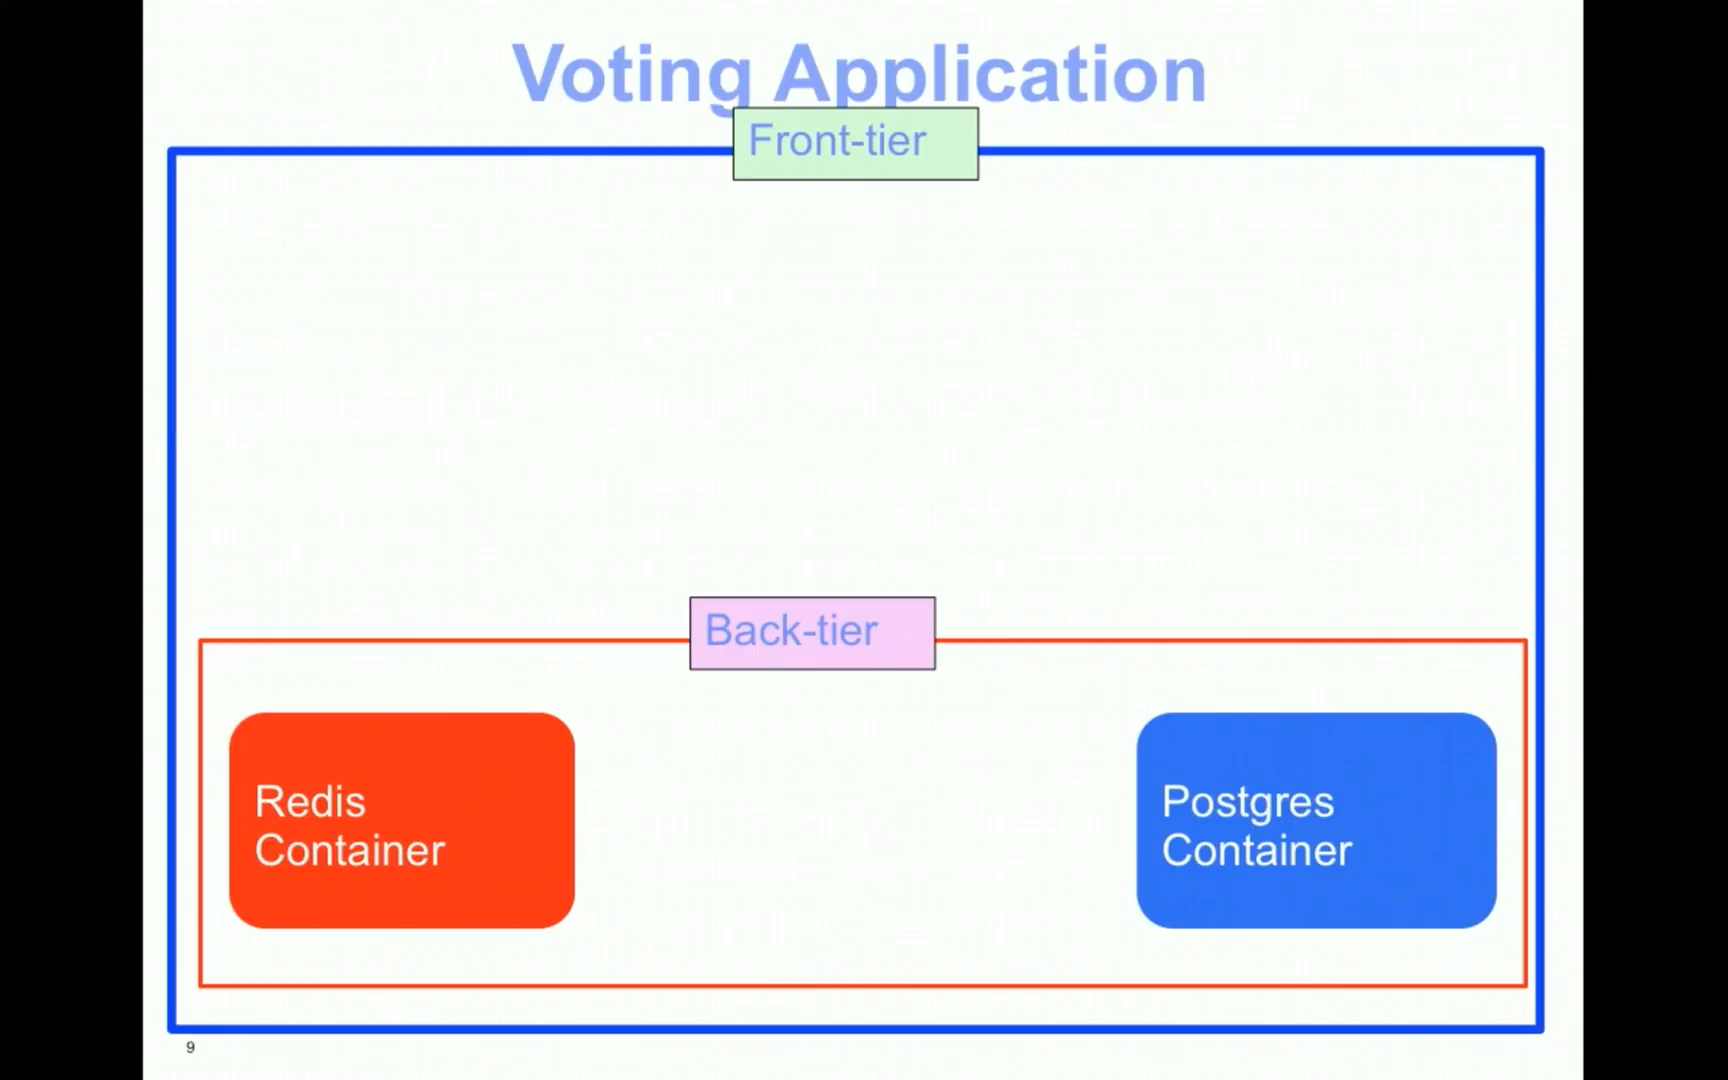 Voting Application
Front-tier
Back-tier
Redis
Container
Postgres
Container
9